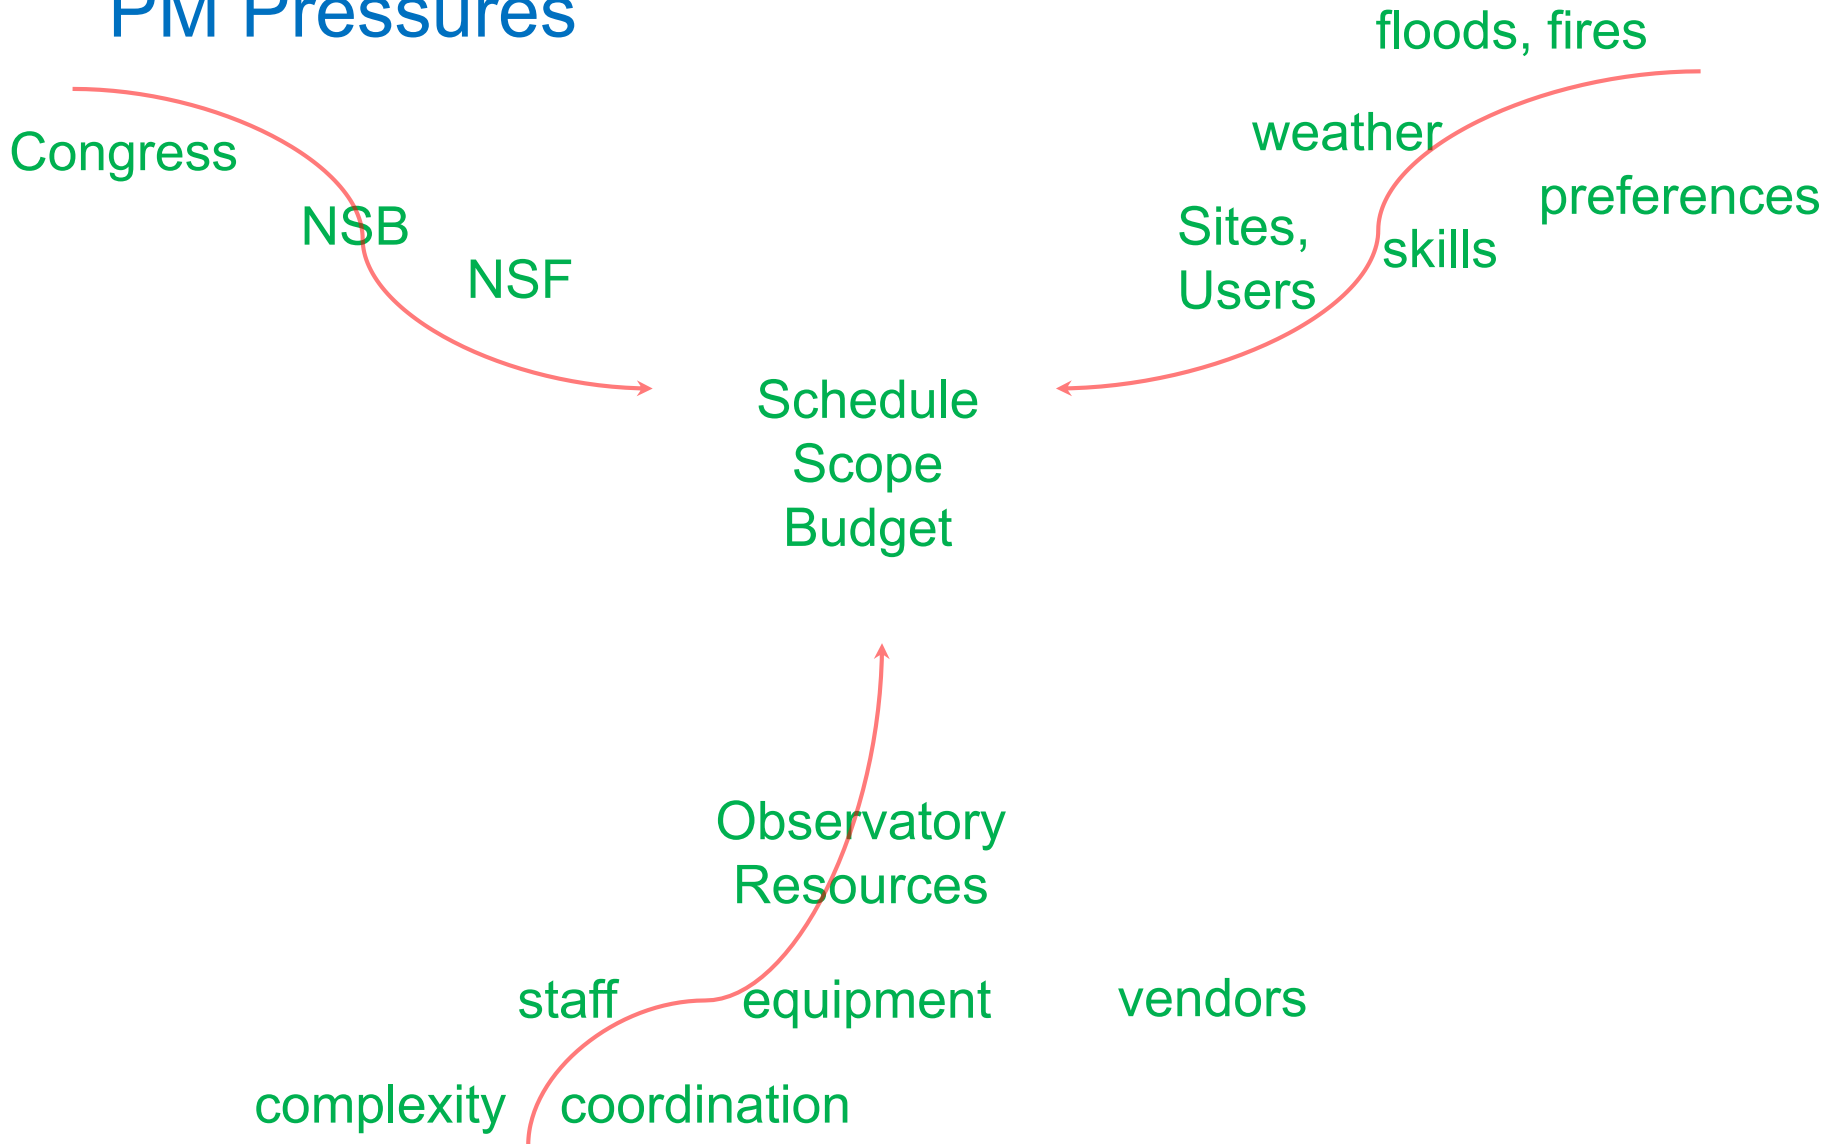 PM Pressures
floods, fires
Congress
weather
preferences
NSB
Sites,
Users
skills
NSF
Schedule
Scope
Budget
Observatory
Resources
staff
equipment
vendors
complexity
coordination